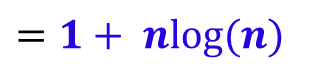 = 1 + nlog(n)